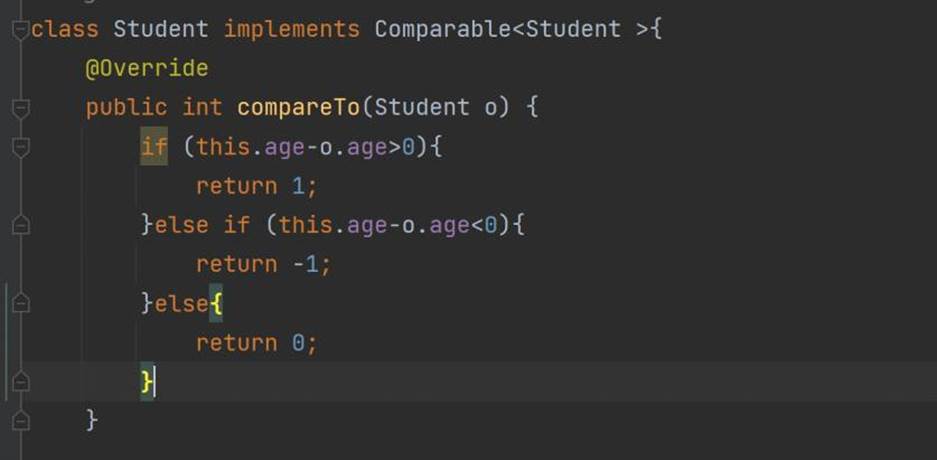 class Student implements Comparable<Student >{
@Override
public int compareTo(Student o) {
if (this.age-o.age>0){
return 1;
}else if (this.age-o.age<0){
return -1;
}else{
return 0;
}
}